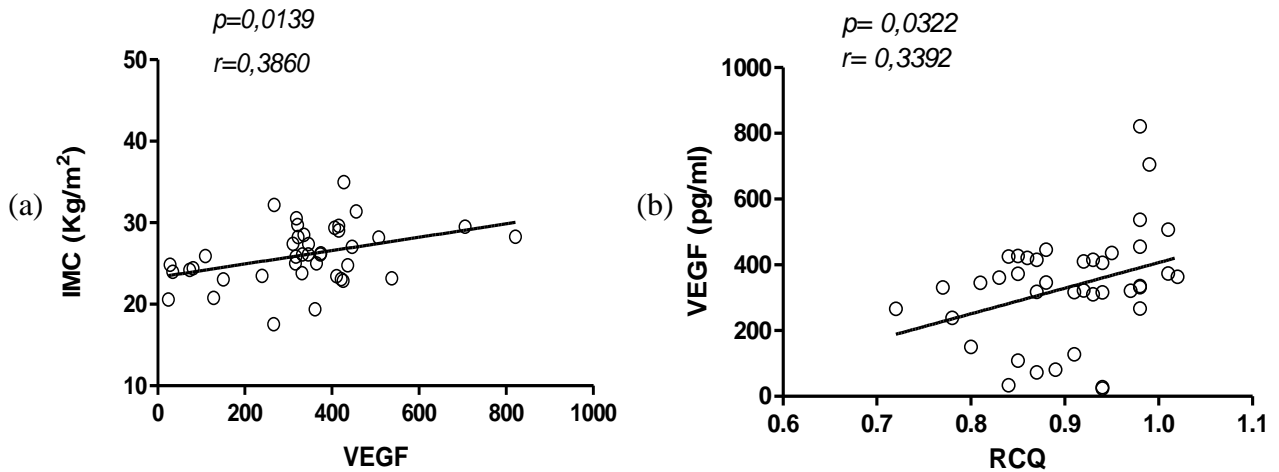 p=0,0139
r=0,3860
(a)
IMC (Kg/m²)
50
40
30
20
10
0 200 400 600 800 1000
VEGF
p= 0,0322
r= 0,3392
(b)
VEGF (pg/ml)
1000
800
600
400
200
0
0.6 0.7 0.8 0.9 1.0 1.1
RCQ